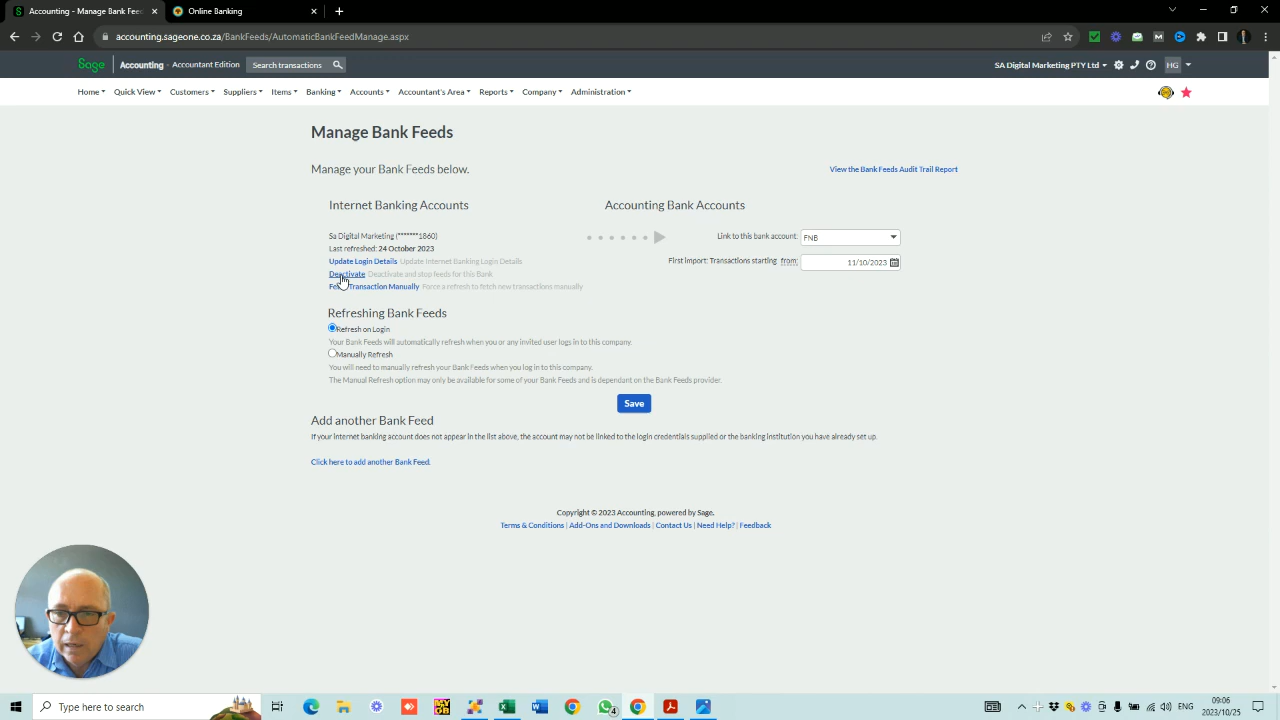 Accounting - Manage Bank Fee
Online Banking
accounting.sageone.co.za/BankFeeds/AutomaticBankFeedManage.aspx
Sage Accounting - Accountant Edition Search transactions SA Digital Marketing PTY Ltd HG
Home Quick View Customers Suppliers Items Banking Accounts Accountant's Area Reports Company Administration
Manage Bank Feeds
Manage your Bank Feeds below.
View the Bank Feeds Audit Trail Report
Internet Banking Accounts
Accounting Bank Accounts
Sa Digital Marketing (*******1860)
Link to this bank account: FNB
Last refreshed: 24 October 2023
Update Login Details Update Internet Banking Login Details
First import: Transactions starting from: 11/10/2023
Deactivate Deactivate and stop feeds for this Bank
Transaction Manually Force a refresh to fetch new transactions manually
Refreshing Bank Feeds
Refresh on Login
Your Bank Feeds will automatically refresh when you or any invited user logs in to this company.
Manually Refresh
You will need to manually refresh your Bank Feeds when you log in to this company.
The Manual Refresh option may only be available for some of your Bank Feeds and is dependant on the Bank Feeds provider.
Save
Add another Bank Feed
If your internet banking account does not appear in the list above, the account may not be linked to the login credentials supplied or the banking institution you have already set up.
Click here to add another Bank Feed.
Copyright © 2023 Accounting, powered by Sage.
Terms & Conditions | Add-Ons and Downloads | Contact Us | Need Help? | Feedback
Type here to search
4
ENG
09:06
2023/10/25